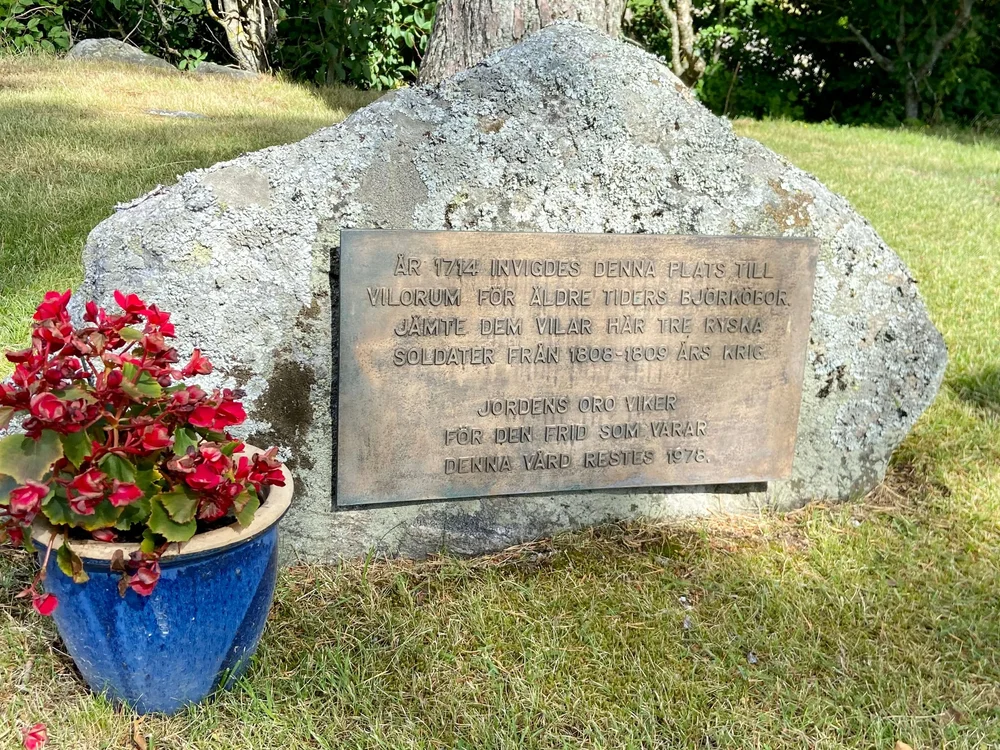 ÅR 1714 INVIGDES DENNA PLATS TILL
VILORUM FÖR ÄLDRE TIDERS BJÖRKÖBOR.
JÄMTE DEM VILAR HÄR TRE RYSKA
SOLDATER FRÅN 1808-1809 ÅRS KRIG.
JORDENS ORO VIKER
FÖR DEN FRID SOM VARAR
DENNA VÅRD RESTES 1978.